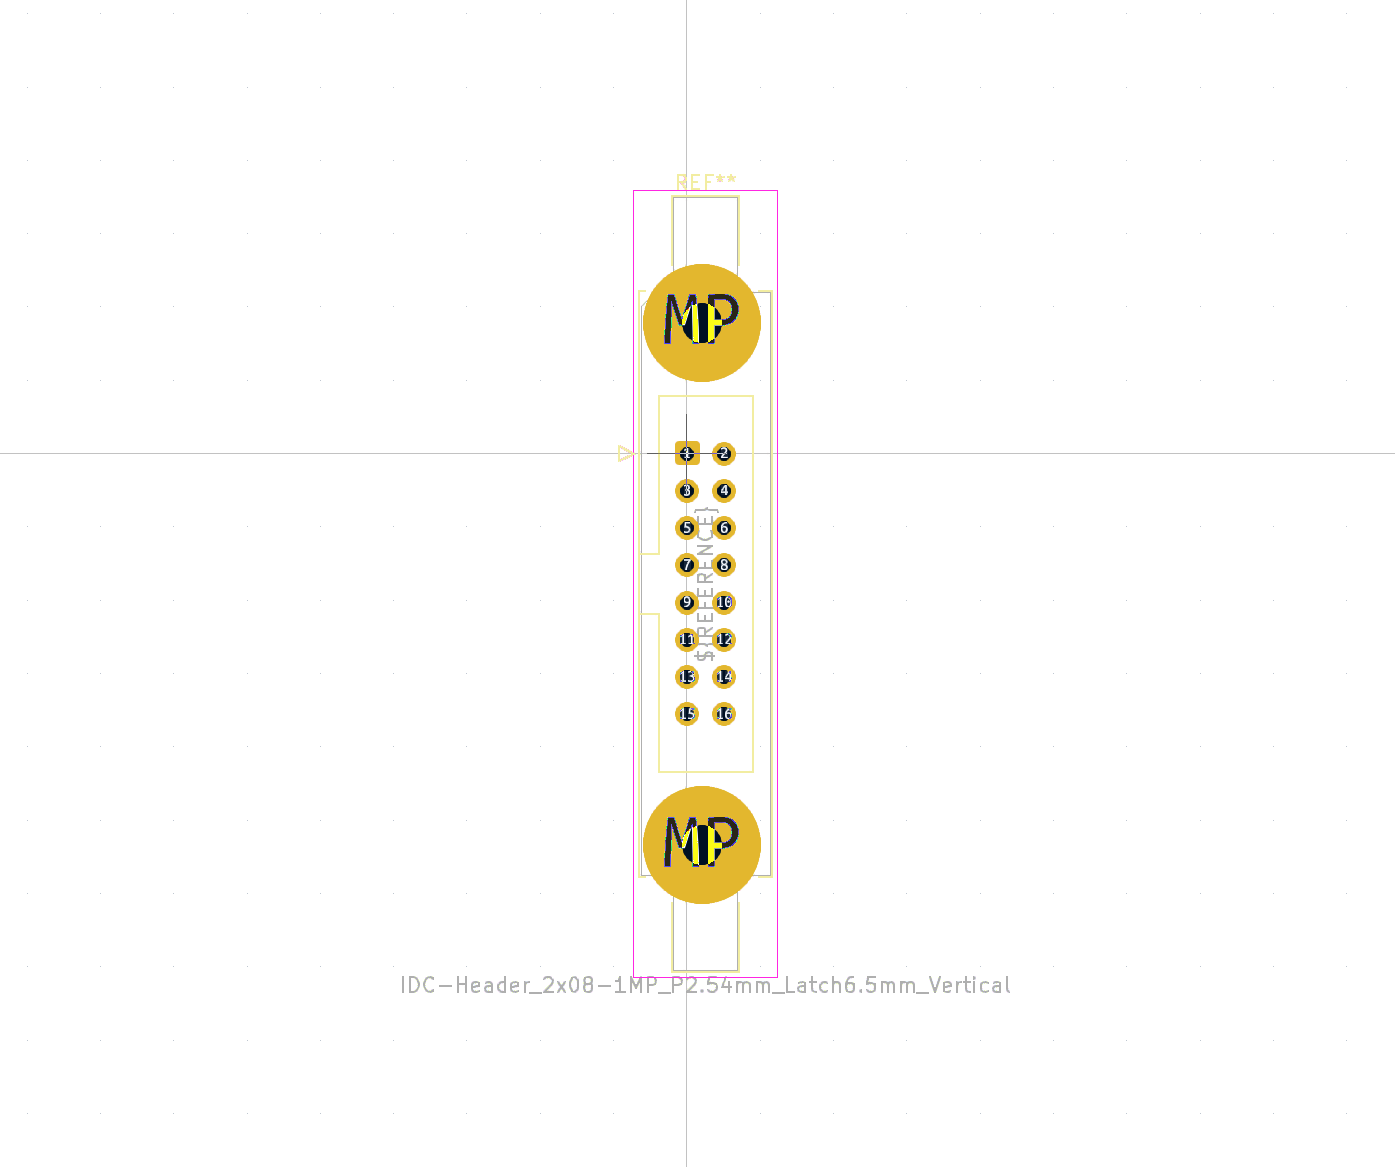 REF**
MP
1 2
3 4
5 6
7 8
9 10
11 12
13 14
15 16
${REFERENCE}
MP
IDC-Header_2x08-1MP_P2.54mm_Latch6.5mm_Vertical